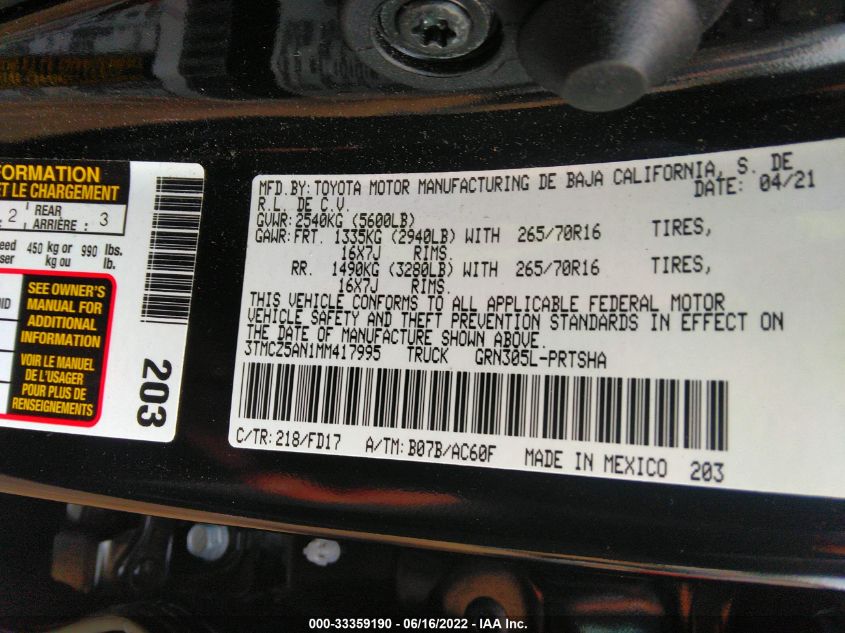 FORMATION
ET LE CHARGEMENT
2 REAR ARRIÈRE : 3
450 kg or kg ou 990 lbs. lb.
SEE OWNER'S
MANUAL FOR
ADDITIONAL
INFORMATION
VOIR LE MANUEL
DE L'USAGER
POUR PLUS DE
RENSEIGNEMENTS
203
MFD.BY:TOYOTA MOTOR MANUFACTURING DE BAJA CALIFORNIA, S. DE
R.L. DE C.V. DATE: 04/21
GVWR:2540KG (5600LB)
GAWR:FRT. 1335KG (2940LB) WITH 265/70R16 TIRES,
16X7J RIMS.
RR. 1490KG (3280LB) WITH 265/70R16 TIRES,
16X7J RIMS.
THIS VEHICLE CONFORMS TO ALL APPLICABLE FEDERAL MOTOR
VEHICLE SAFETY AND THEFT PREVENTION STANDARDS IN EFFECT ON
THE DATE OF MANUFACTURE SHOWN ABOVE.
3TMCZ5AN1MM417995 TRUCK GRN305L-PRTSHA
C/TR:218/FD17 A/TM:B07B/AC60F MADE IN MEXICO 203
000-33359190 - 06/16/2022 - IAA Inc.